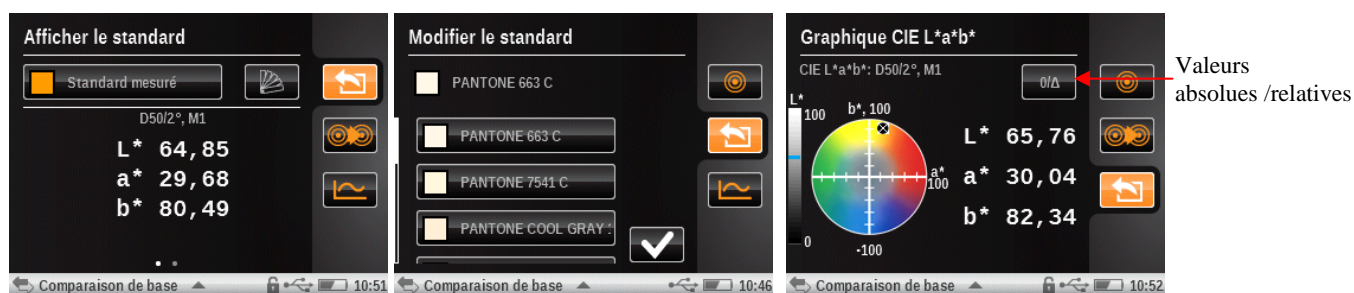 Afficher le standard
Standard mesuré
D50/2°, M1
L* 64,85
a* 29,68
b* 80,49
Comparaison de base
10:51
Modifier le standard
PANTONE 663 C
PANTONE 663 C
PANTONE 7541 C
PANTONE COOL GRAY
Comparaison de base
10:46
Graphique CIE L*a*b*
CIE L*a*b*: D50/2°, M1
0/Δ
L*
100
b*, 100
a*
100
0
-100
L* 65,76
a* 30,04
b* 82,34
Comparaison de base
10:52
Valeurs
absolues /relatives